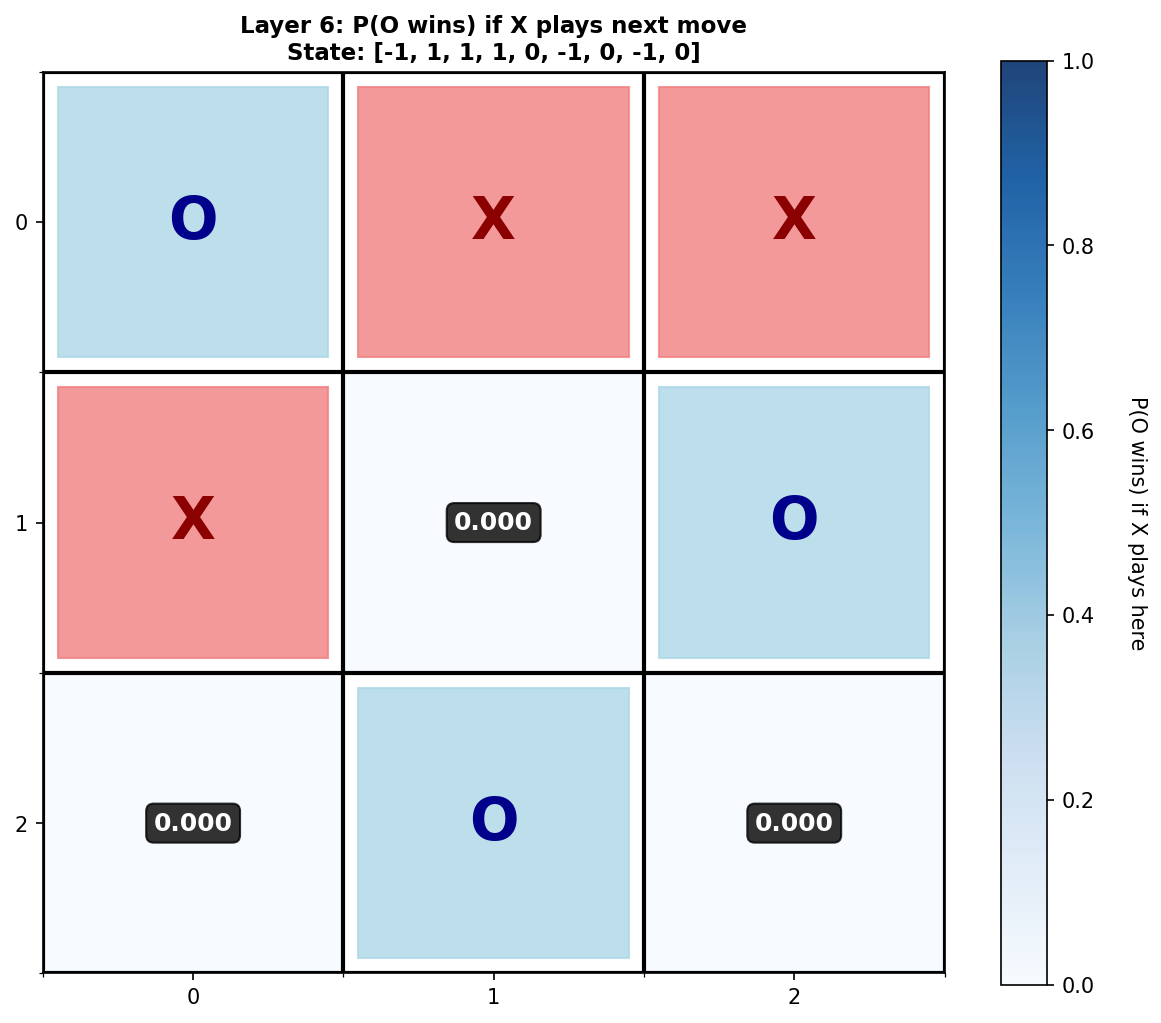 Layer 6: P(O wins) if X plays next move
State: [-1, 1, 1, 1, 0, -1, 0, -1, 0]
0
O
X
X
1
X
0.000
O
2
0.000
O
0.000
0
1
2
1.0
0.8
0.6
0.4
0.2
0.0
P(O wins) if X plays here